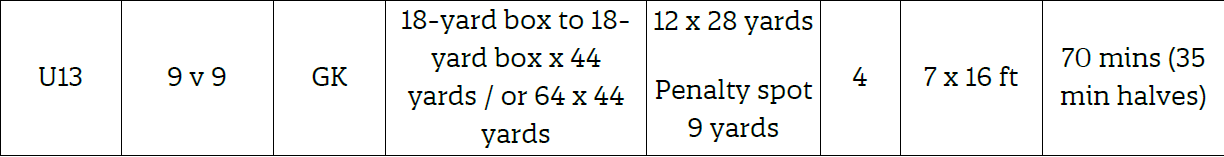 U13
9 v 9
GK
18-yard box to 18-
yard box x 44
yards / or 64 x 44
yards
12 x 28 yards
Penalty spot
9 yards
4
7 x 16 ft
70 mins (35
min halves)